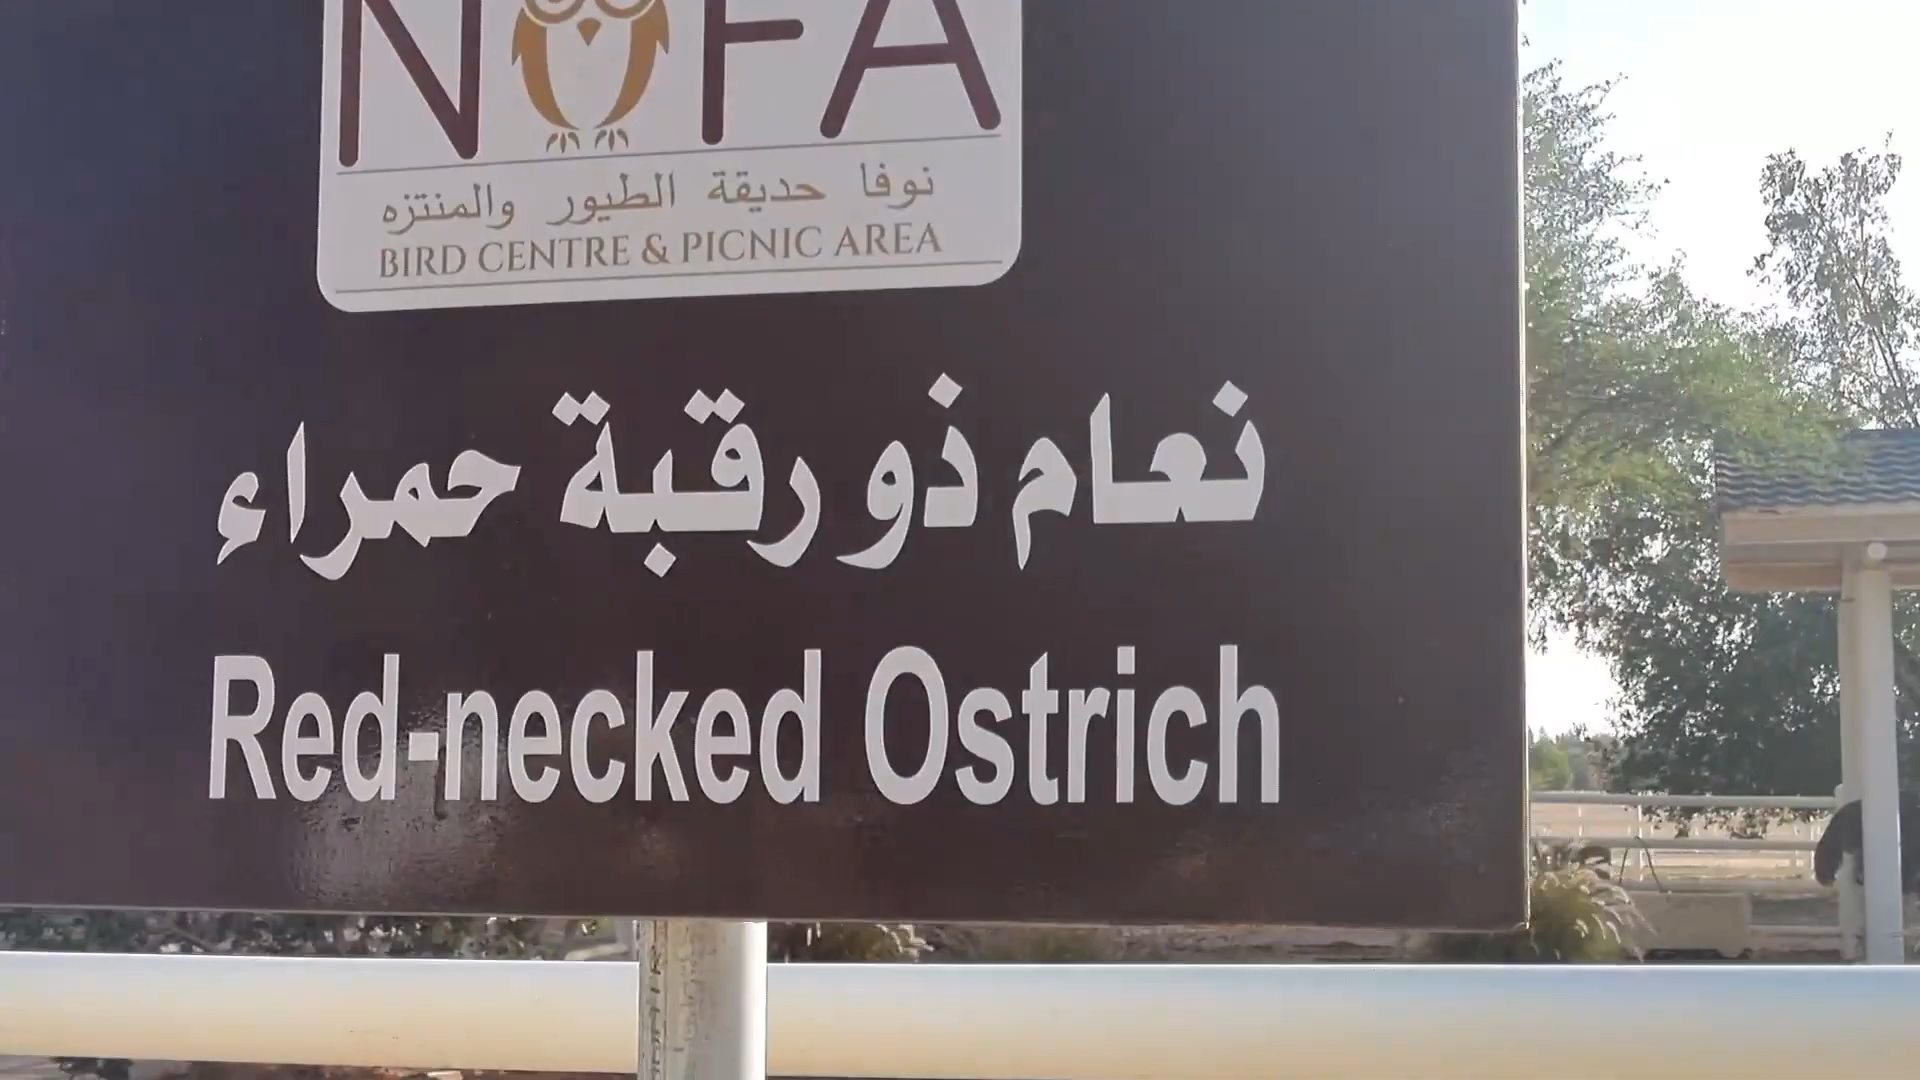 NOFA
نوفا حديقة الطيور والمنتزه
BIRD CENTRE & PICNIC AREA
نعام ذو رقبة حمراء
Red-necked Ostrich